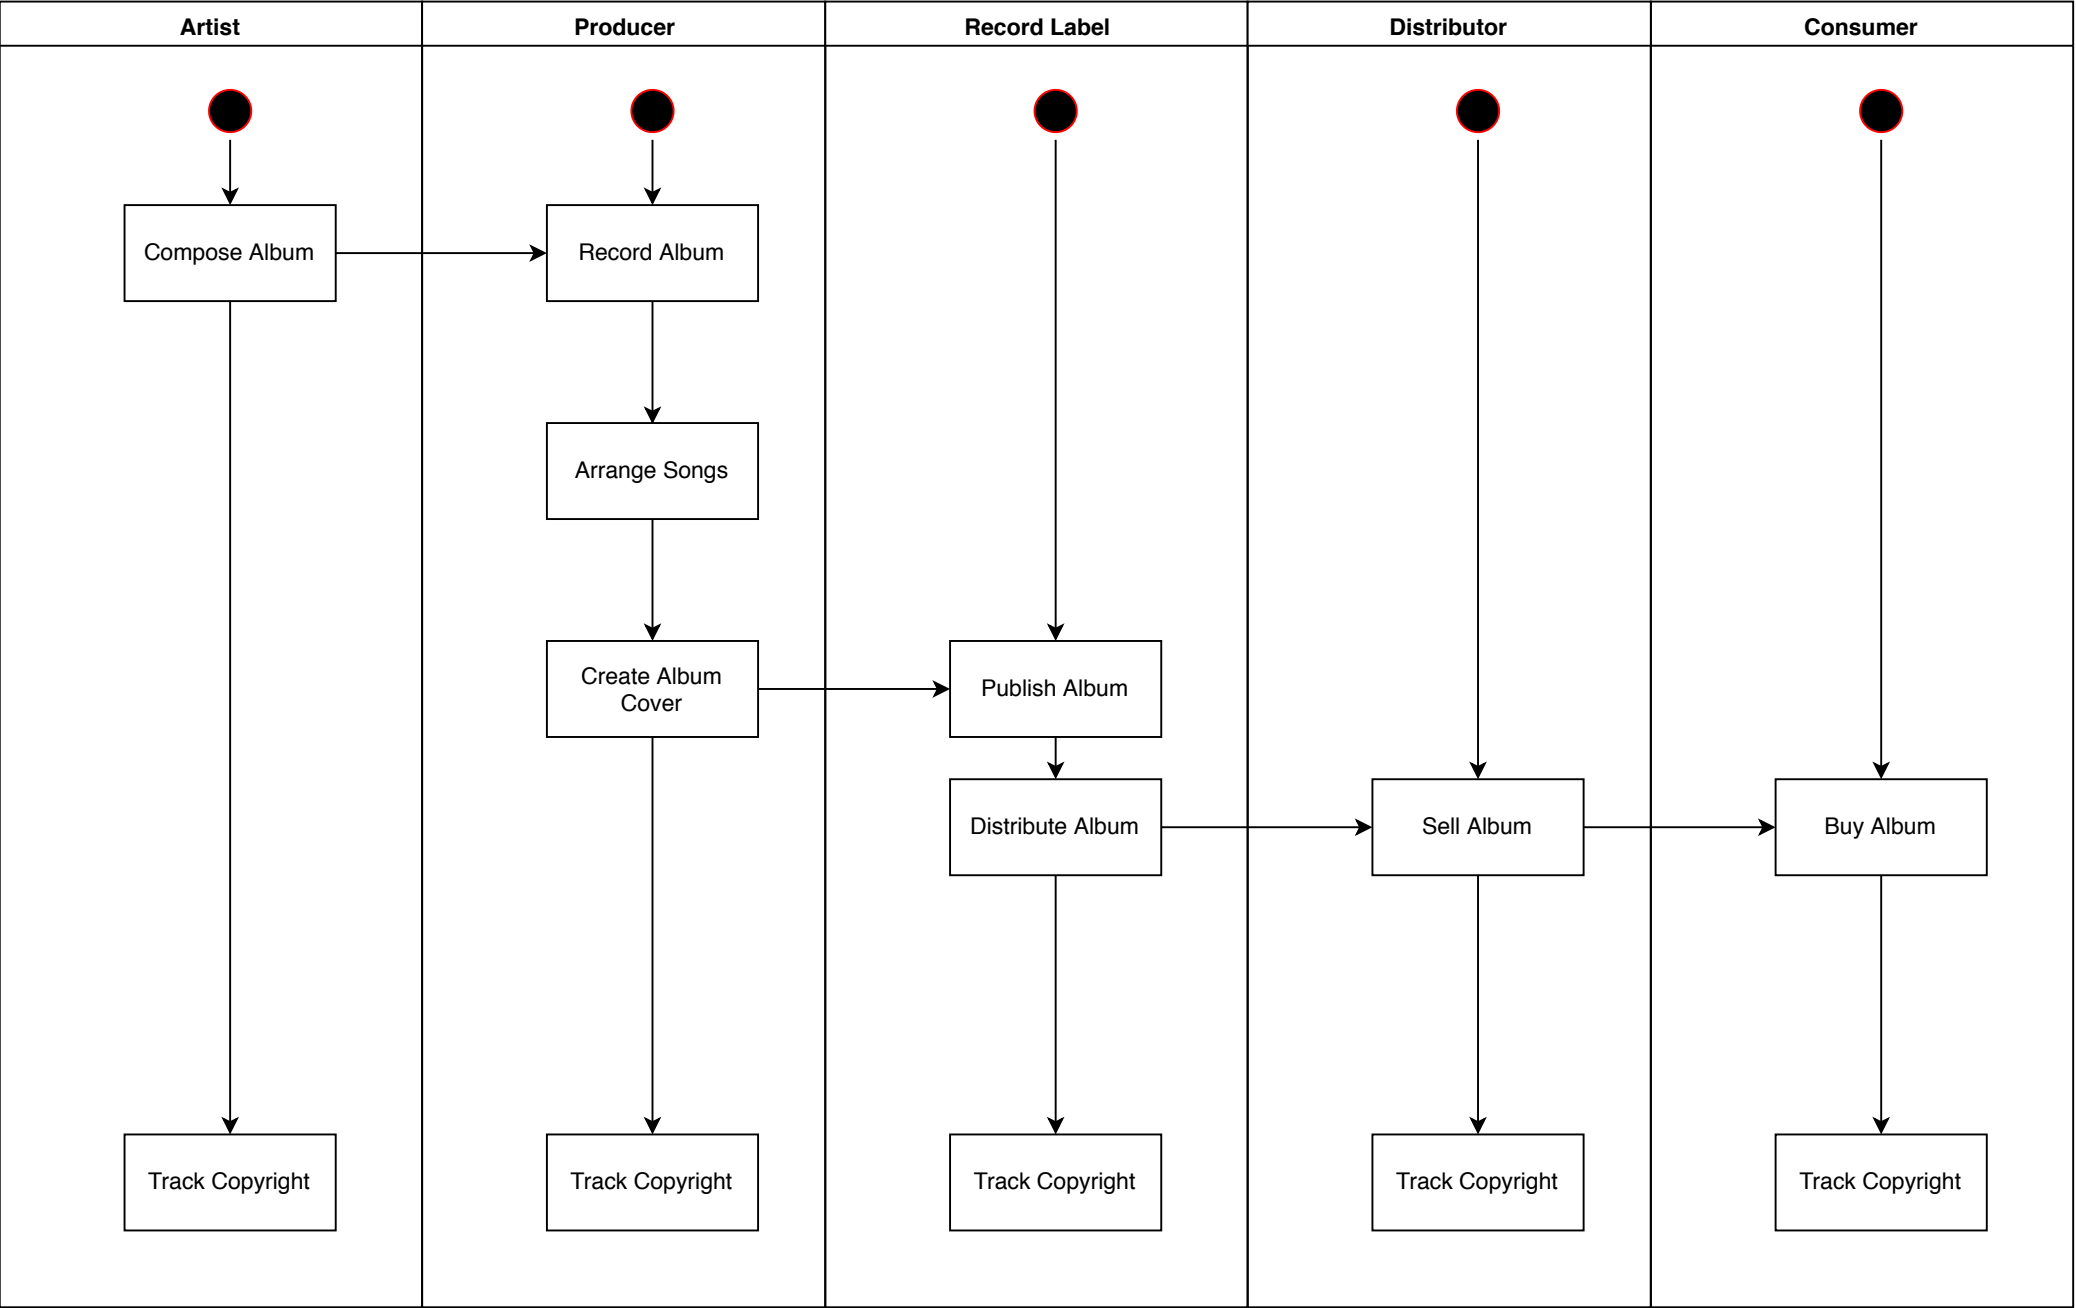 Artist
Producer
Record Label
Distributor
Consumer
Compose Album
Record Album
Arrange Songs
Create Album
Cover
Publish Album
Distribute Album
Sell Album
Buy Album
Track Copyright
Track Copyright
Track Copyright
Track Copyright
Track Copyright